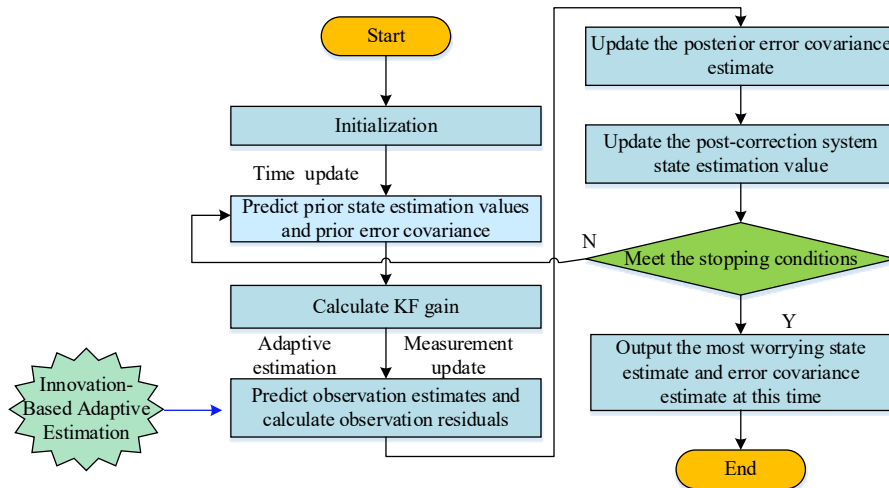 Start
Initialization
Time update
Predict prior state estimation values
and prior error covariance
Calculate KF gain
Adaptive
estimation
Measurement
update
Predict observation estimates and
calculate observation residuals
Innovation-
Based Adaptive
Estimation
Update the posterior error covariance
estimate
Update the post-correction system
state estimation value
Meet the stopping conditions
N
Y
Output the most worrying state
estimate and error covariance
estimate at this time
End